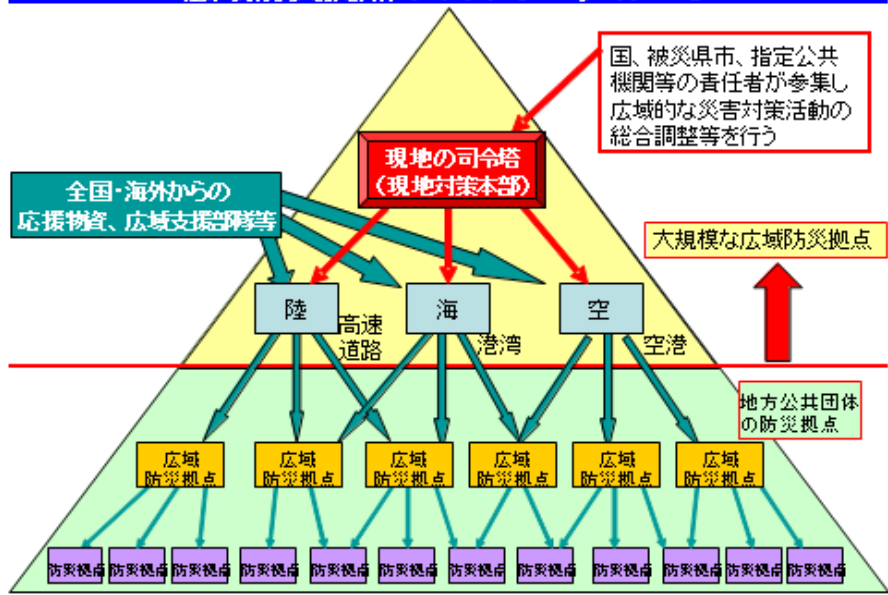 国、被災県市、指定公共
機関等の責任者が参集し
広域的な災害対策活動の
総合調整等を行う
現地の司令塔
（現地対策本部）
全国・海外からの
応援物資、広域支援部隊等
大規模な広域防災拠点
陸
海
空
高速
道路
港湾
空港
地方公共団体
の防災拠点
広域
防災拠点
広域
防災拠点
広域
防災拠点
広域
防災拠点
広域
防災拠点
広域
防災拠点
防災拠点
防災拠点
防災拠点
防災拠点
防災拠点
防災拠点
防災拠点
防災拠点
防災拠点
防災拠点
防災拠点
防災拠点